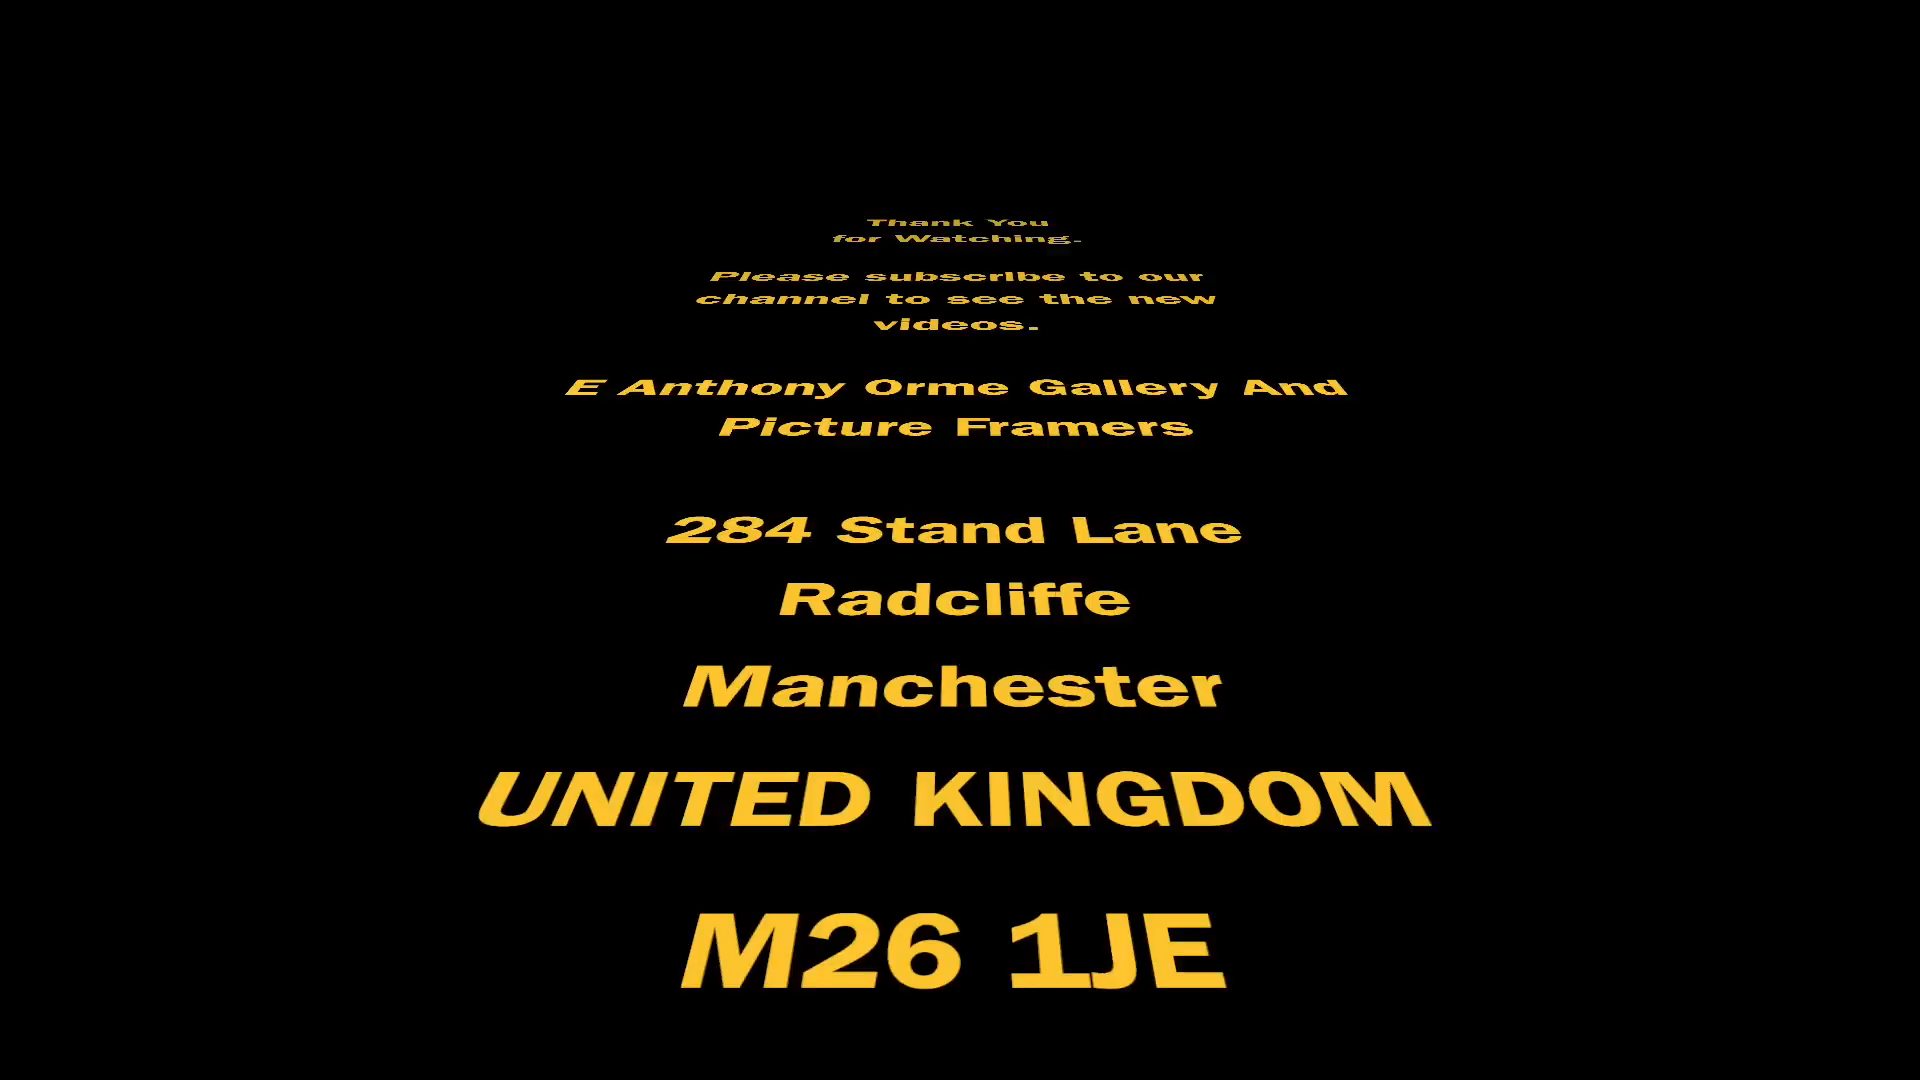 Thank You
for Watching.
Please subscribe to our
channel to see the new
videos.
E Anthony Orme Gallery And
Picture Framers
284 Stand Lane
Radcliffe
Manchester
UNITED KINGDOM
M26 1JE